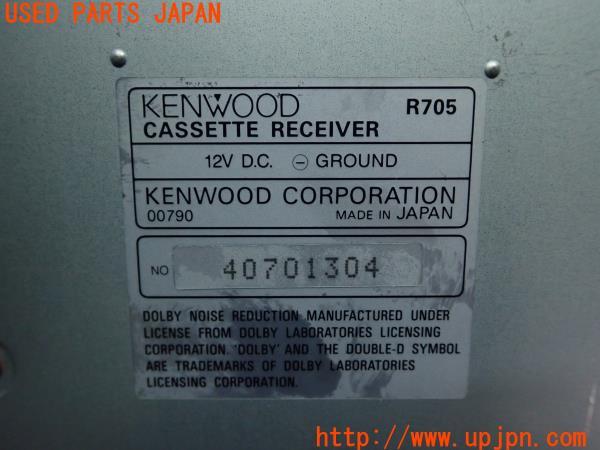 USED PARTS JAPAN
KENWOOD R705
CASSETTE RECEIVER
12V D.C. ⊖ GROUND
KENWOOD CORPORATION
00790 MADE IN JAPAN
NO 40701304
DOLBY NOISE REDUCTION MANUFACTURED UNDER
LICENSE FROM DOLBY LABORATORIES LICENSING
CORPORATION. 'DOLBY' AND THE DOUBLE-D SYMBOL
ARE TRADEMARKS OF DOLBY LABORATORIES
LICENSING CORPORATION.
http://www.upjpn.com/